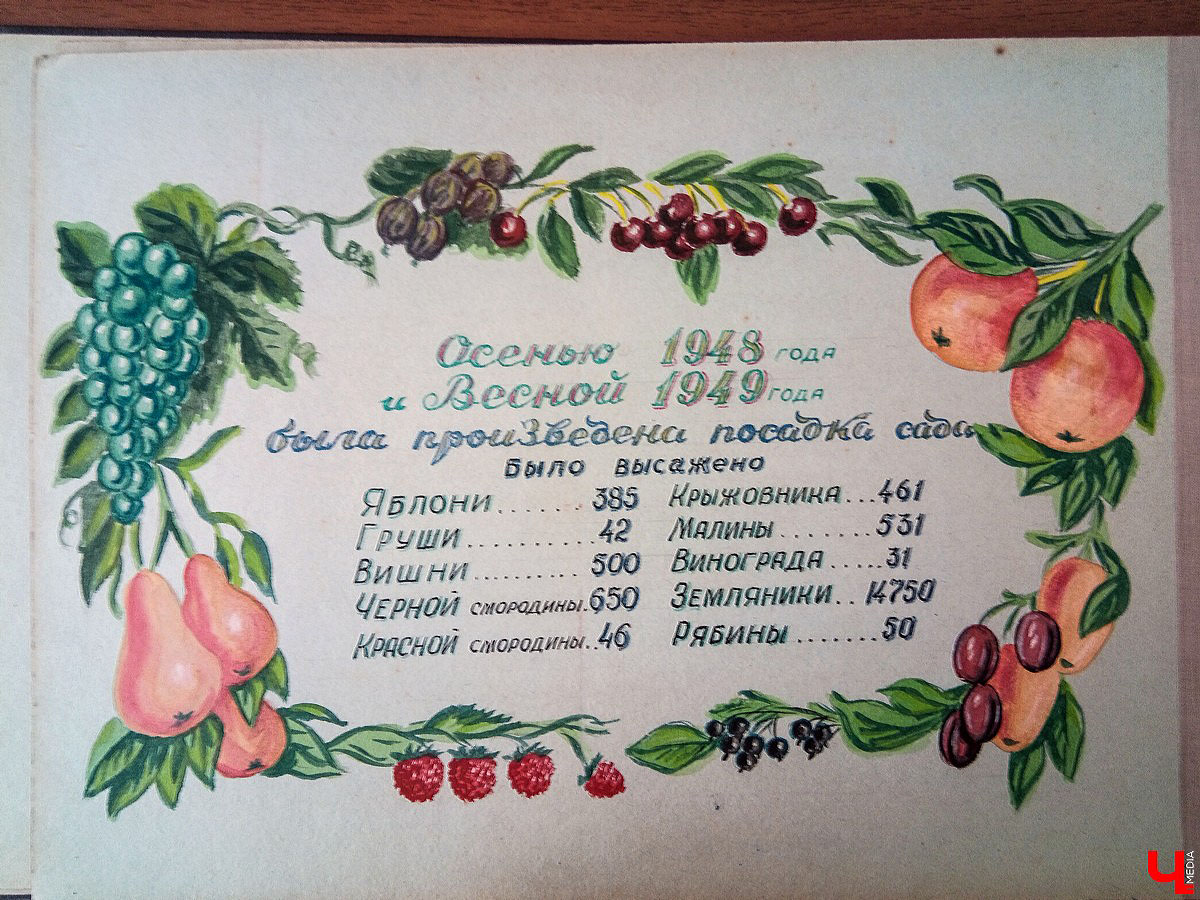 Осенью 1948 года
и Весной 1949 года
была произведена посадка сада
Было высажено
Яблони.......385
Груши..........42
Вишни..........500
Черной смородины.650
Красной смородины..46
Крыжовника...461
Малины........531
Винограда.....31
Земляники..14750
Рябины.......50
Ч MEDIA